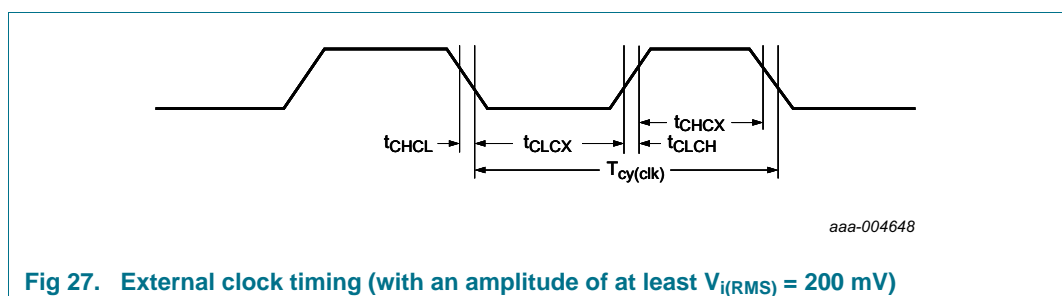 tCHCX
tCHCL tCLCX tCLCH
Tcy(clk)
aaa-004648
Fig 27. External clock timing (with an amplitude of at least Vi(RMS) = 200 mV)